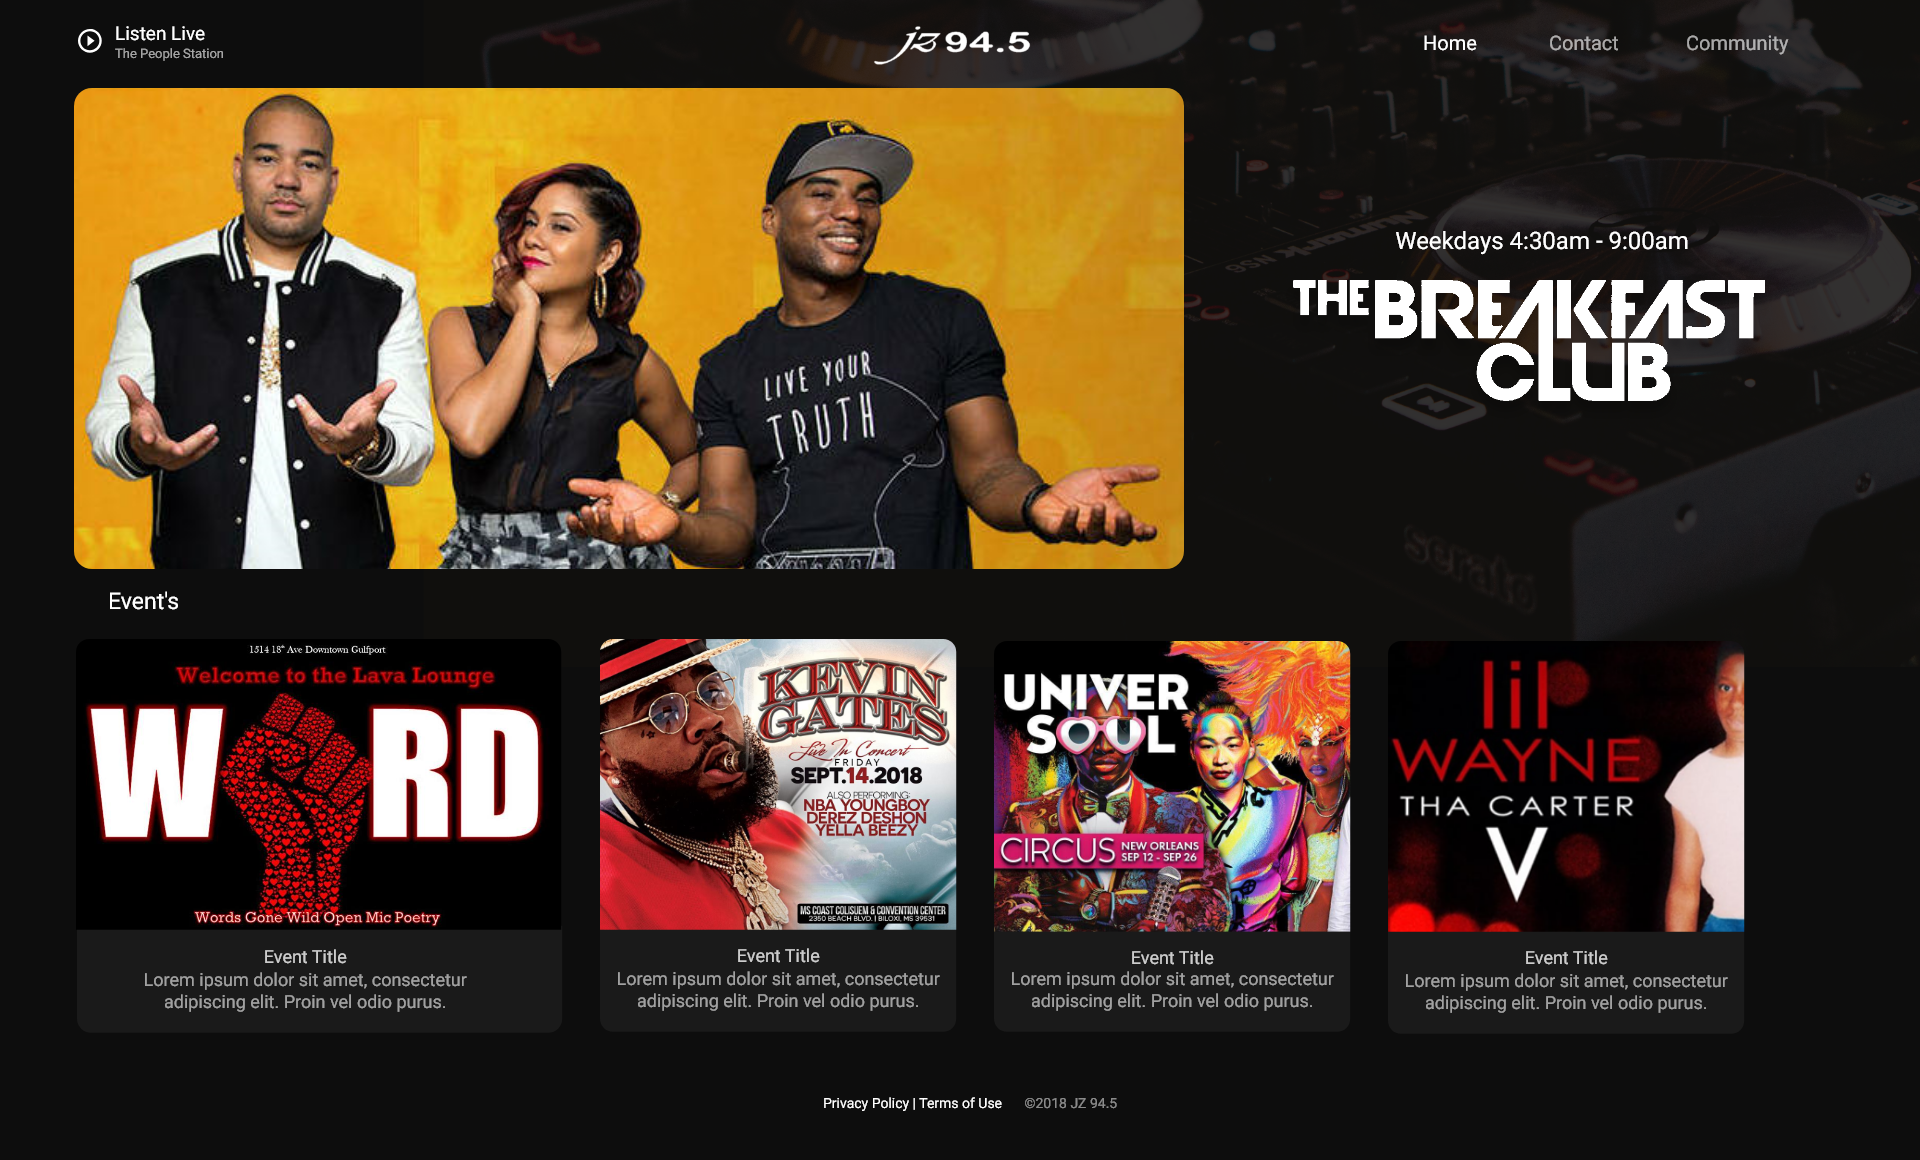 Listen Live
The People Station
jz 94.5
Home
Contact
Community
LIVE YOUR
TRUTH
Weekdays 4:30am - 9:00am
THE BREAKFAST
CLUB
serato
Event's
1514 18th Ave Downtown Gulfport
Welcome to the Lava Lounge
W RD
Words Gone Wild Open Mic Poetry
Event Title
Lorem ipsum dolor sit amet, consectetur
adipiscing elit. Proin vel odio purus.
KEVIN
GATES
Live In Concert
FRIDAY
SEPT.14.2018
ALSO PERFORMING:
NBA YOUNGBOY
DEREZ DESHON
YELLA BEEZY
MS COAST COLISUEM & CONVENTION CENTER
2350 BEACH BLVD. | BILOXI, MS 39531
Event Title
Lorem ipsum dolor sit amet, consectetur
adipiscing elit. Proin vel odio purus.
UNIVER
SOUL
CIRCUS
NEW ORLEANS
SEP 12 - SEP 26
Event Title
Lorem ipsum dolor sit amet, consectetur
adipiscing elit. Proin vel odio purus.
lil
WAYNE
THA CARTER
V
Event Title
Lorem ipsum dolor sit amet, consectetur
adipiscing elit. Proin vel odio purus.
Privacy Policy | Terms of Use
©2018 JZ 94.5